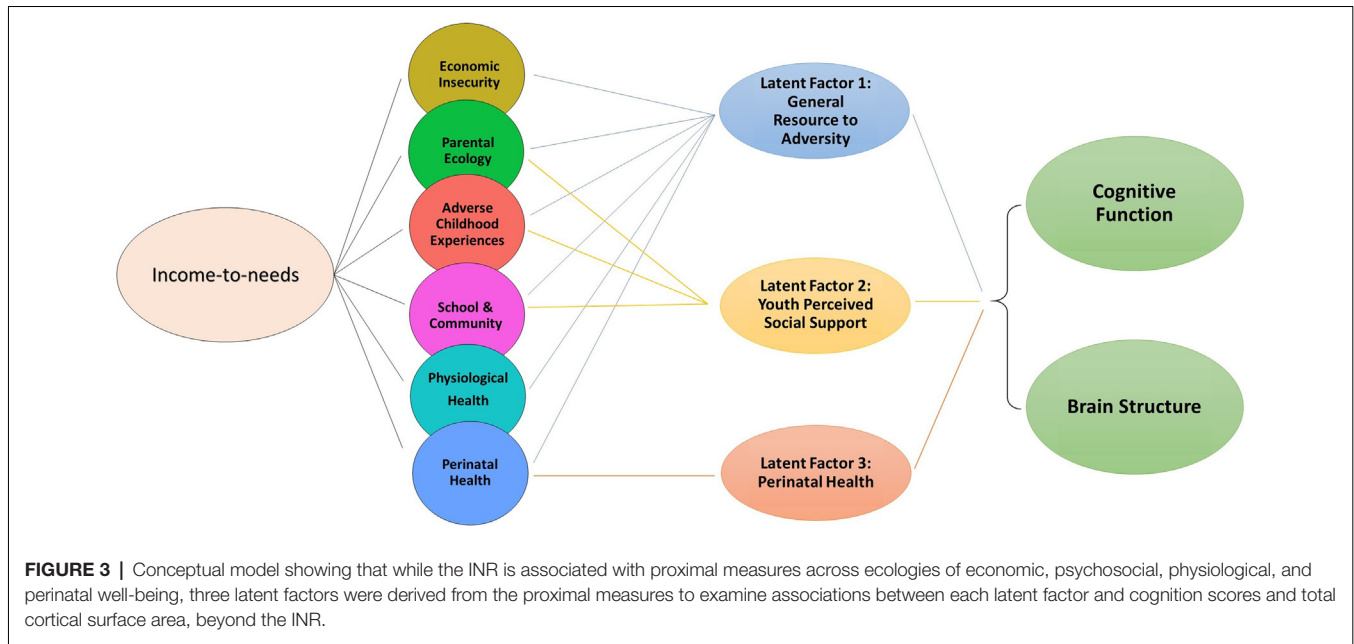 Income-to-needs
Economic
Insecurity
Parental
Ecology
Adverse
Childhood
Experiences
School &
Community
Physiological
Health
Perinatal
Health
Latent Factor 1:
General
Resource to
Adversity
Latent Factor 2:
Youth Perceived
Social Support
Latent Factor 3:
Perinatal Health
Cognitive
Function
Brain Structure
FIGURE 3 | Conceptual model showing that while the INR is associated with proximal measures across ecologies of economic, psychosocial, physiological, and
perinatal well-being, three latent factors were derived from the proximal measures to examine associations between each latent factor and cognition scores and total
cortical surface area, beyond the INR.